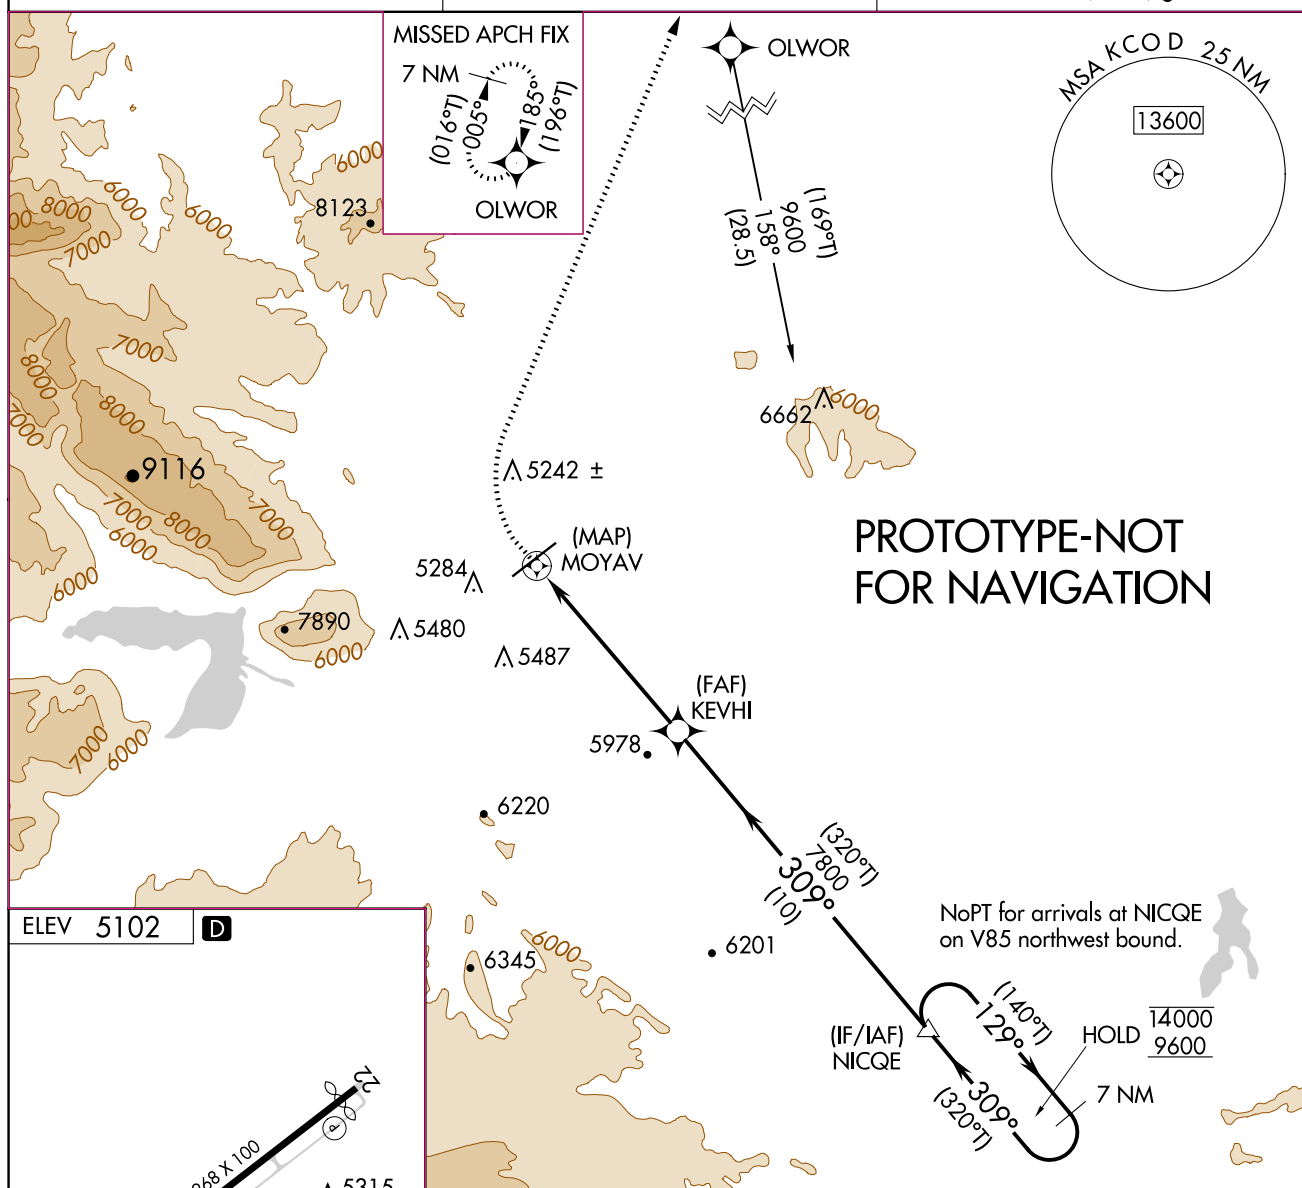 MISSED APCH FIX
7 NM
(016°T)
005°
185°
(196°T)
OLWOR
OLWOR
MSA KCOD 25 NM
13600
(169°T)
9600
158°
(28.5)
6000
8123
6000
8000
6000
7000
7000
8000
8000
7000
9116
7000
8000
7000
6000
6000
6662
6000
5242 ±
(MAP)
MOYAV
PROTOTYPE-NOT
FOR NAVIGATION
5284
7890
6000
5480
5487
(FAF)
KEVHI
5978
7000
6000
6220
(320°T)
7800
309°
(10)
NoPT for arrivals at NICQE
on V85 northwest bound.
ELEV 5102
D
6345
6000
6201
(IF/IAF)
NICQE
(140°T)
129°
HOLD
14000
9600
7 NM
309°
(320°T)
22
P
868 X 100
5315